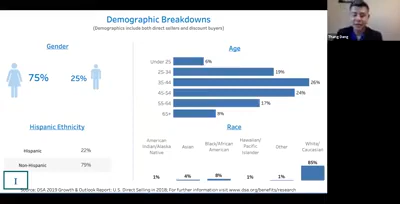 Demographic Breakdowns
(Demographics include both direct sellers and discount buyers)
Thang Dang
Gender
75%
25%
Age
Under 25
6%
25-34
19%
35-44
26%
45-54
24%
55-64
17%
65+
8%
Hispanic Ethnicity
Hispanic
22%
Non-Hispanic
79%
Race
American
Indian/Alaska
Native
Asian
Black/African
American
Hawaiian/
Pacific
Islander
Other
White/
Caucasian
1%
4%
8%
1%
1%
85%
I
Source: DSA 2019 Growth & Outlook Report: U.S. Direct Selling in 2018. For further information visit www.dsa.org/benefits/research